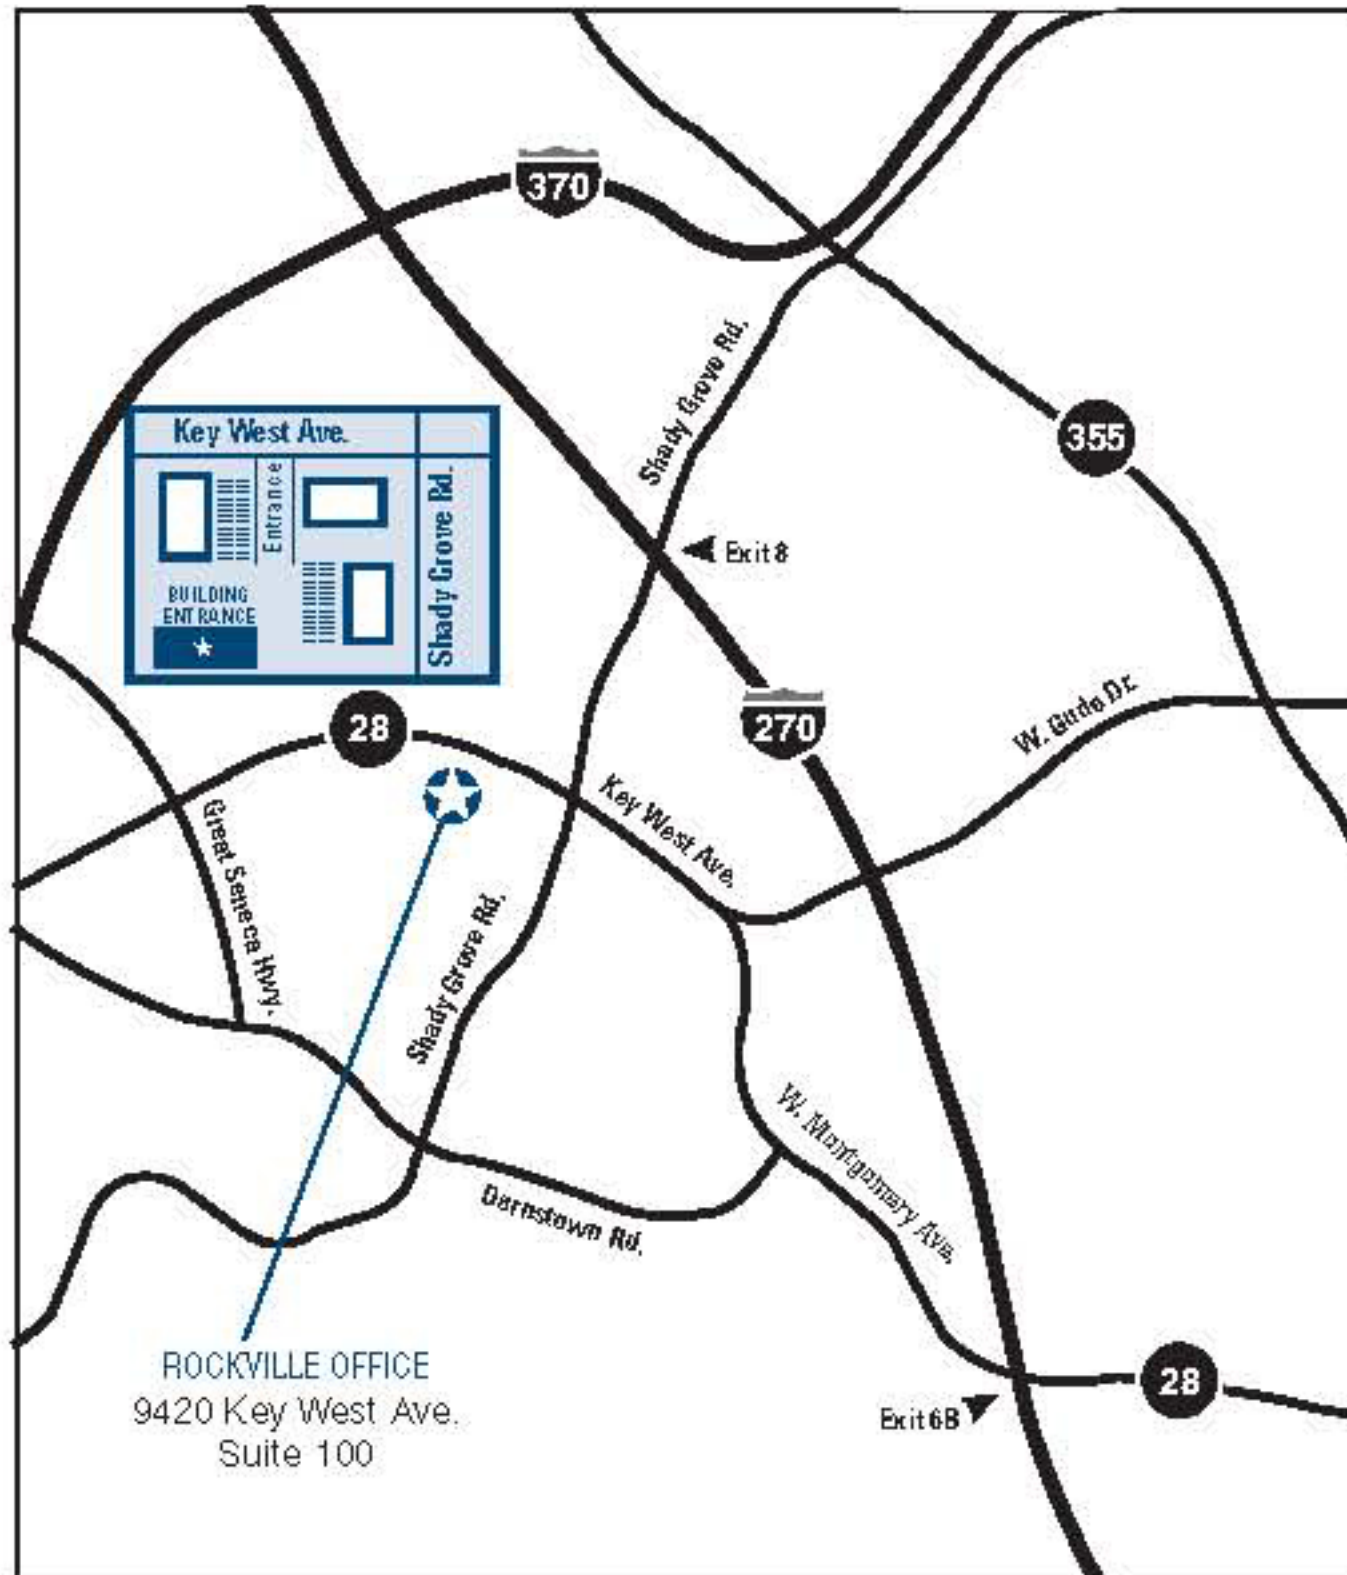 370
Shady Grove Rd.
355
Key West Ave.
Entrance
Shady Grove Rd.
BUILDING
ENTRANCE
Exit 8
28
270
W. Gude Dr.
Key West Ave.
Great Seneca Hwy.
Shady Grove Rd.
W. Montgomery Ave.
Darnstown Rd.
ROCKVILLE OFFICE
9420 Key West Ave.
Suite 100
28
Exit 6B